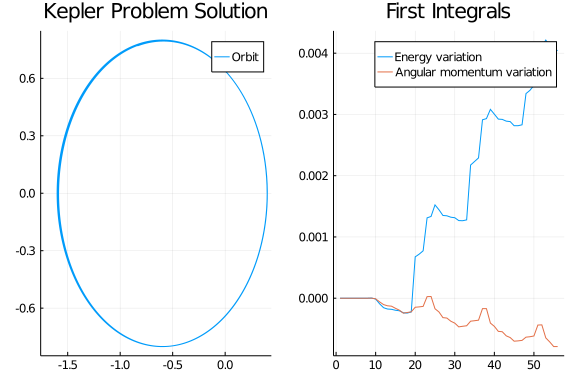 Kepler Problem Solution
Orbit
0.6
0.3
0.0
-0.3
-0.6
-1.5 -1.0 -0.5 0.0
First Integrals
Energy variation
Angular momentum variation
0.004
0.003
0.002
0.001
0.000
0 10 20 30 40 50